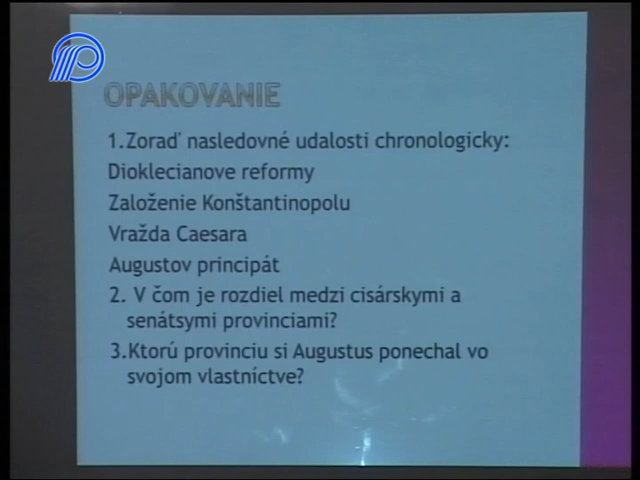 OPAKOVANIE
1.Zoraď nasledovné udalosti chronologicky:
Dioklecianove reformy
Založenie Konštantinopolu
Vražda Caesara
Augustov principát
2. V čom je rozdiel medzi cisárskymi a
senátsymi provinciami?
3.Ktorú provinciu si Augustus ponechal vo
svojom vlastníctve?